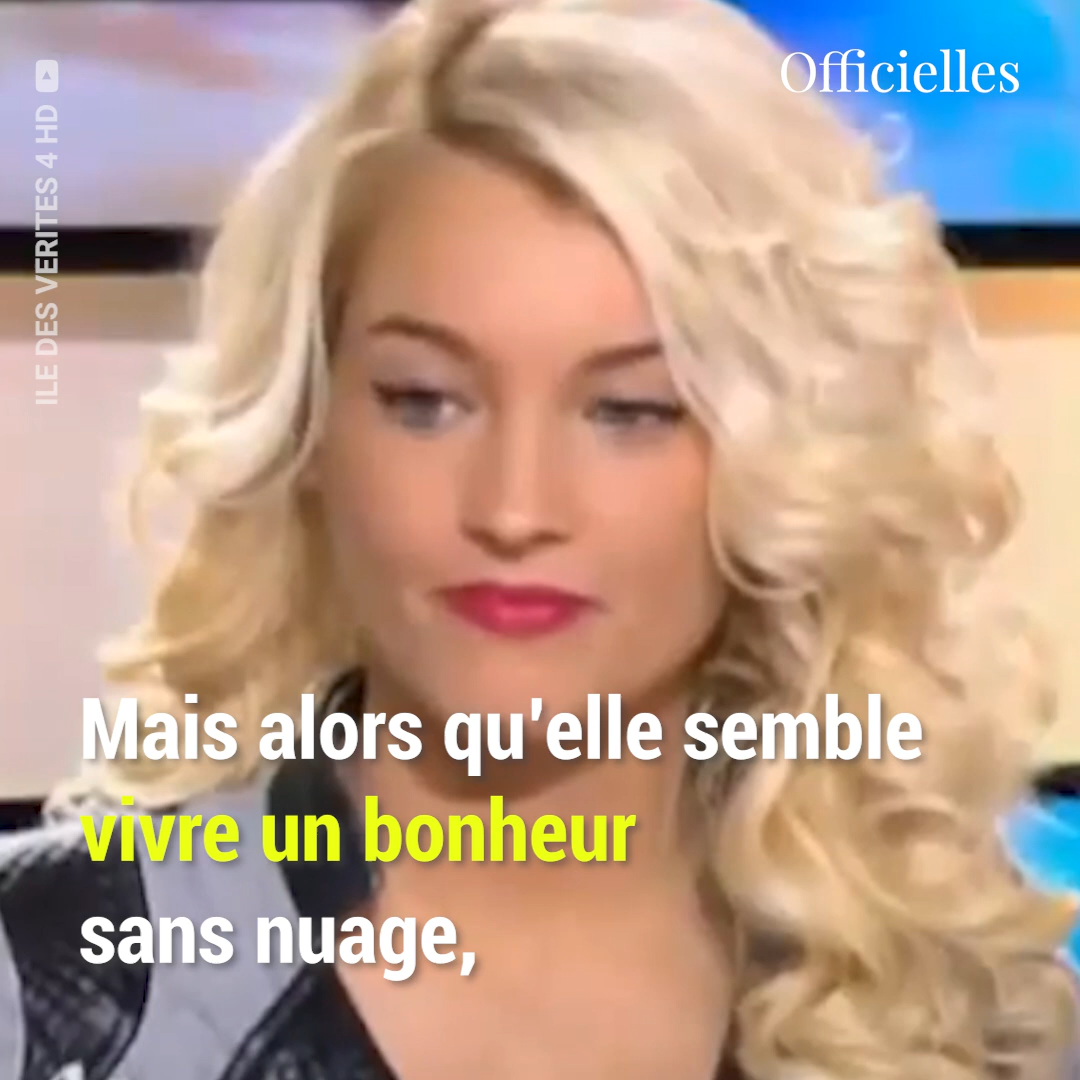 Officielles
ILE DES VERITES 4 HD
Mais alors qu'elle semble
vivre un bonheur
sans nuage,